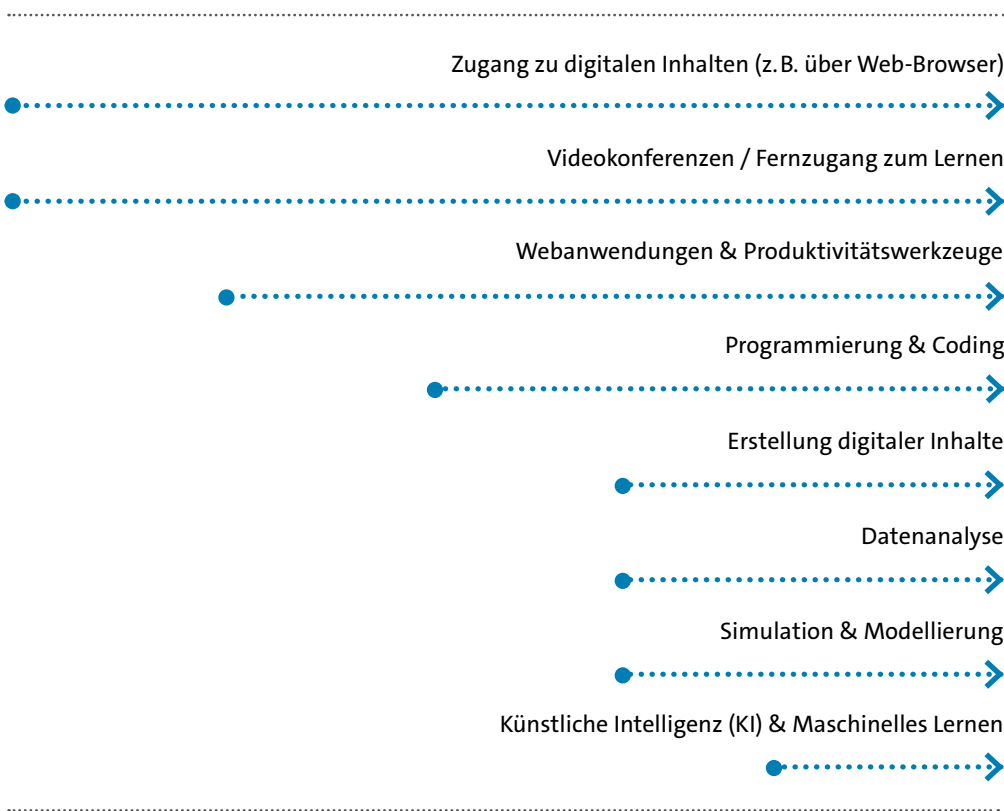 Zugang zu digitalen Inhalten (z. B. über Web-Browser)
Videokonferenzen / Fernzugang zum Lernen
Webanwendungen & Produktivitätswerkzeuge
Programmierung & Coding
Erstellung digitaler Inhalte
Datenanalyse
Simulation & Modellierung
Künstliche Intelligenz (KI) & Maschinelles Lernen